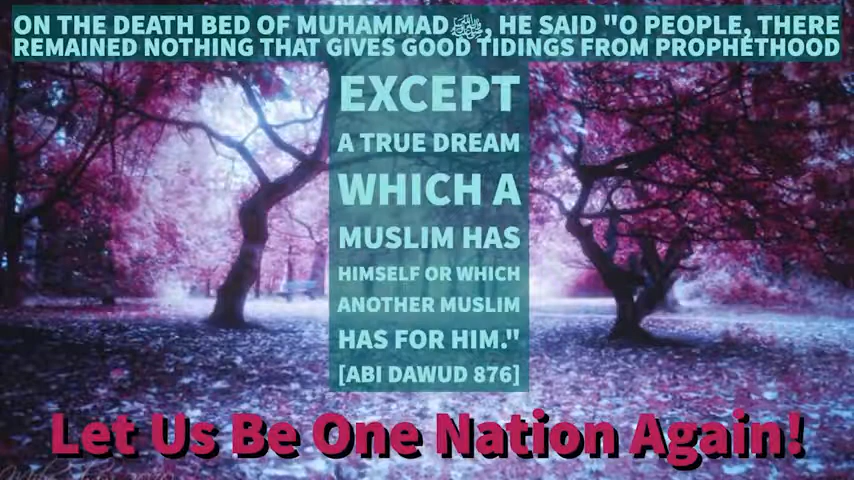 ON THE DEATH BED OF MUHAMMAD ﷺ, HE SAID "O PEOPLE, THERE
REMAINED NOTHING THAT GIVES GOOD TIDINGS FROM PROPHETHOOD
EXCEPT
A TRUE DREAM
WHICH A
MUSLIM HAS
HIMSELF OR WHICH
ANOTHER MUSLIM
HAS FOR HIM."
[ABI DAWUD 876]
Let Us Be One Nation Again!